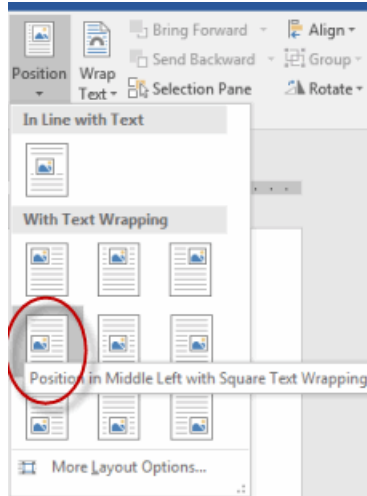 Bring Forward
Align
Send Backward
Group
Position
Wrap
Text
Selection Pane
Rotate
In Line with Text
With Text Wrapping
Position in Middle Left with Square Text Wrapping
More Layout Options...